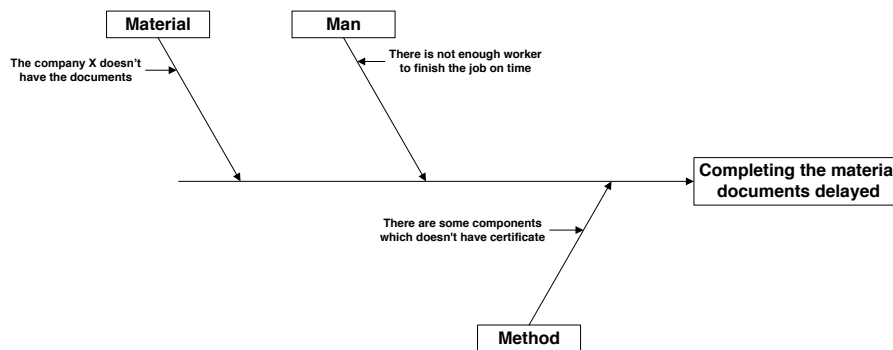 Material
Man
The company X doesn't
have the documents
There is not enough worker
to finish the job on time
Completing the material
documents delayed
There are some components
which doesn't have certificate
Method